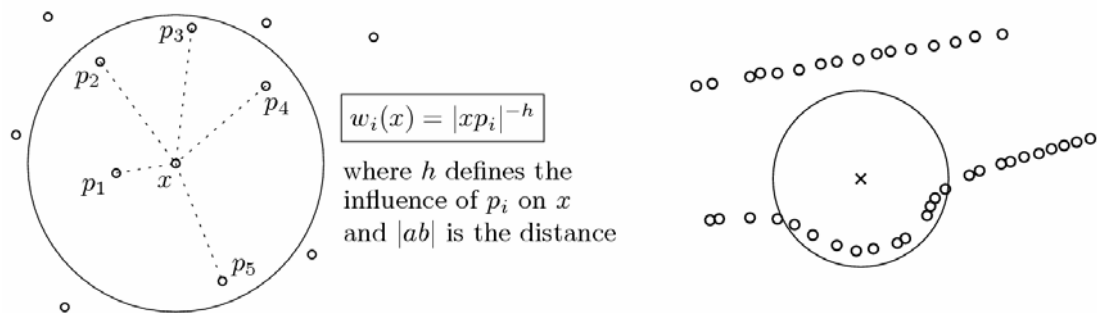 p₃
p₂
p₄
p₁
x
p₅
wᵢ(x) = |xpᵢ|⁻ʰ
where h defines the
influence of pᵢ on x
and |ab| is the distance